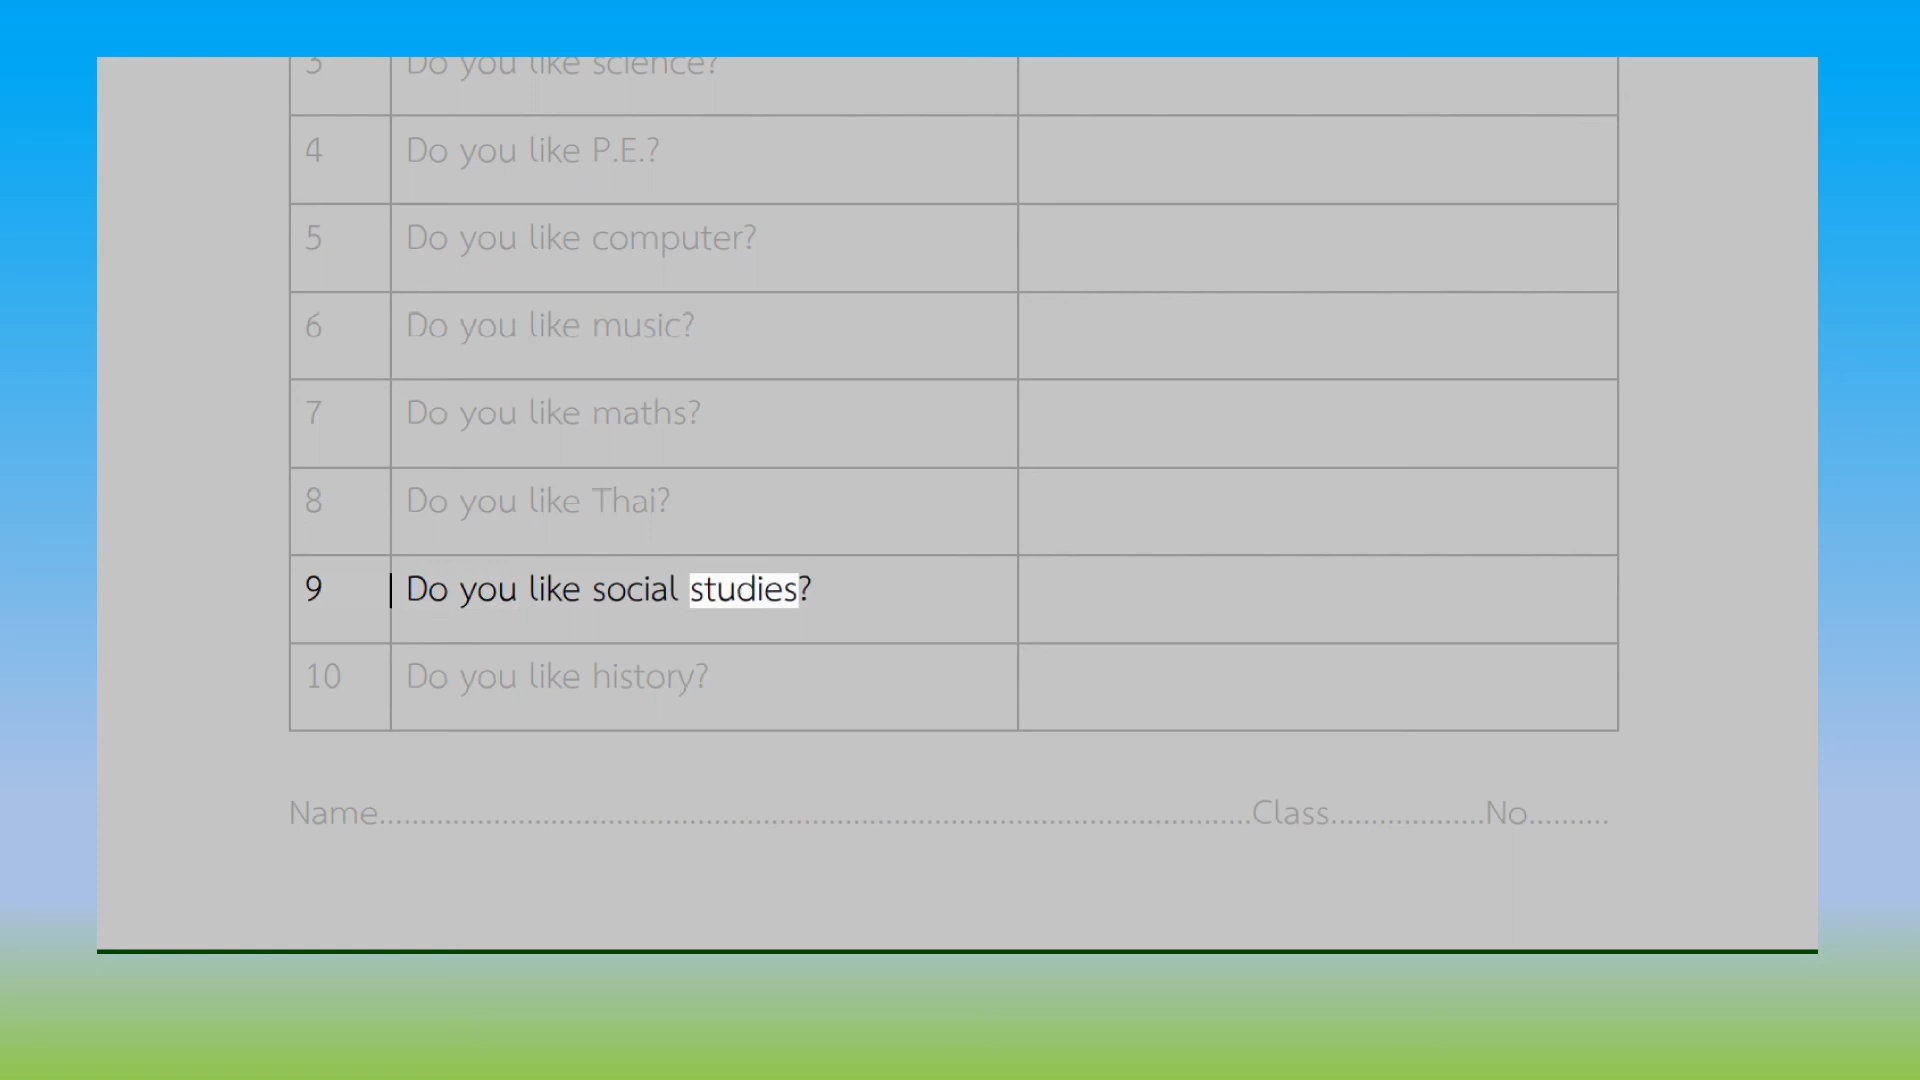 3 Do you like science?
4 Do you like P.E.?
5 Do you like computer?
6 Do you like music?
7 Do you like maths?
8 Do you like Thai?
9 Do you like social studies?
10 Do you like history?
Name..........................................................................................................Class...................No..........